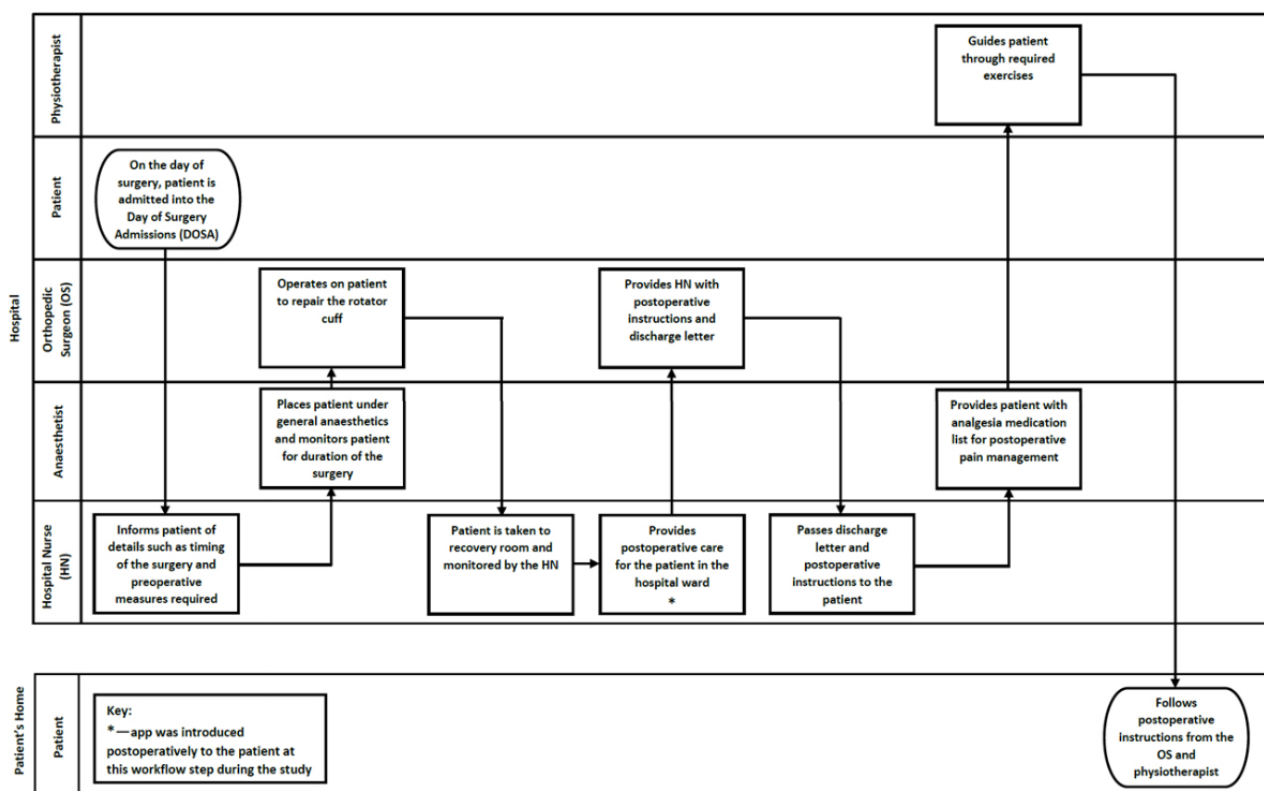 Hospital
Physiotherapist
Guides patient
through required
exercises
Patient
On the day of
surgery, patient is
admitted into the
Day of Surgery
Admissions (DOSA)
Orthopedic
Surgeon (OS)
Operates on patient
to repair the rotator
cuff
Provides HN with
postoperative
instructions and
discharge letter
Anaesthetist
Places patient under
general anaesthetics
and monitors patient
for duration of the
surgery
Provides patient with
analgesia medication
list for postoperative
pain management
Hospital Nurse
(HN)
Informs patient of
details such as timing
of the surgery and
preoperative
measures required
Patient is taken to
recovery room and
monitored by the HN
Provides
postoperative care
for the patient in the
hospital ward
*
Passes discharge
letter and
postoperative
instructions to the
patient
Patient's Home
Patient
Key:
*—app was introduced
postoperatively to the patient at
this workflow step during the study
Follows
postoperative
instructions from the
OS and
physiotherapist